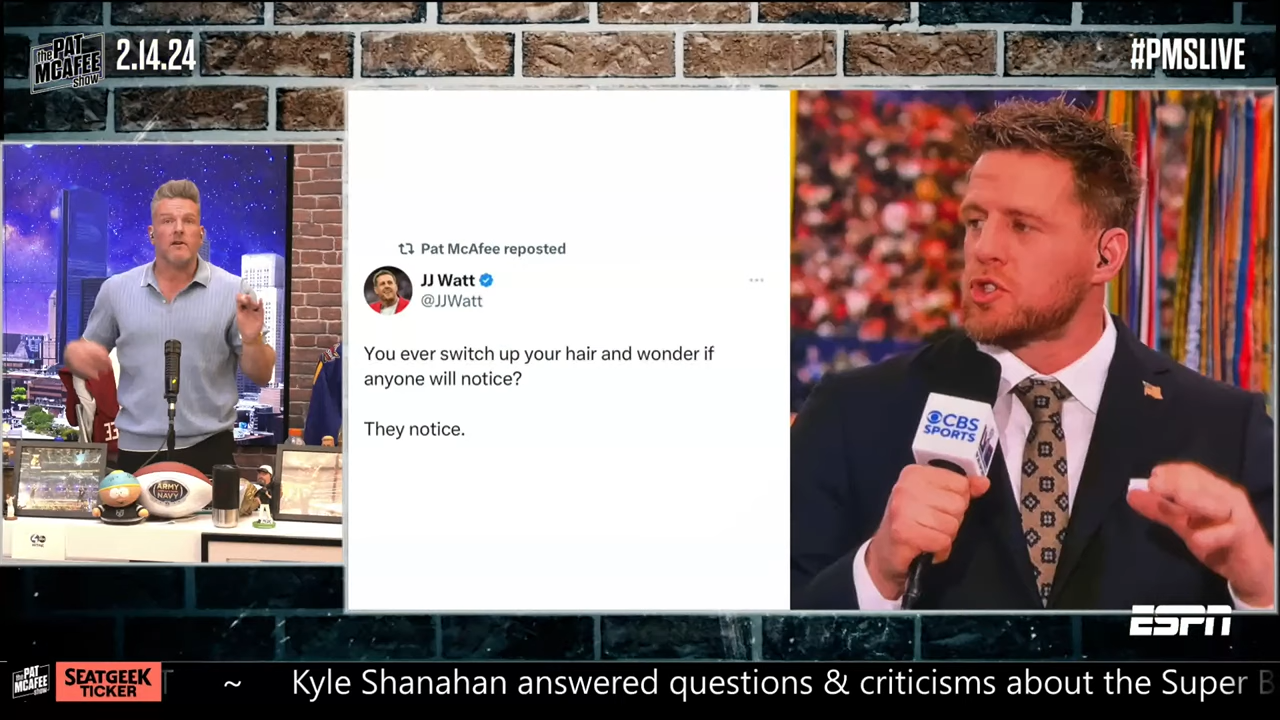 the PAT MCAFEE show
2.14.24
#PMSLIVE
Pat McAfee reposted
JJ Watt
@JJWatt
You ever switch up your hair and wonder if
anyone will notice?
They notice.
CBS
SPORTS
33
ARMY
NAVY
ESPN
the PAT MCAFEE show
SEATGEEK
TICKER
T ~ Kyle Shanahan answered questions & criticisms about the Super B